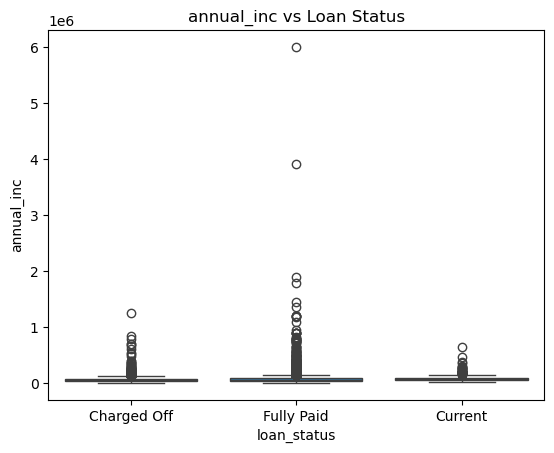 annual_inc vs Loan Status
1e6
6
5
4
3
2
1
0
annual_inc
Charged Off Fully Paid Current
loan_status